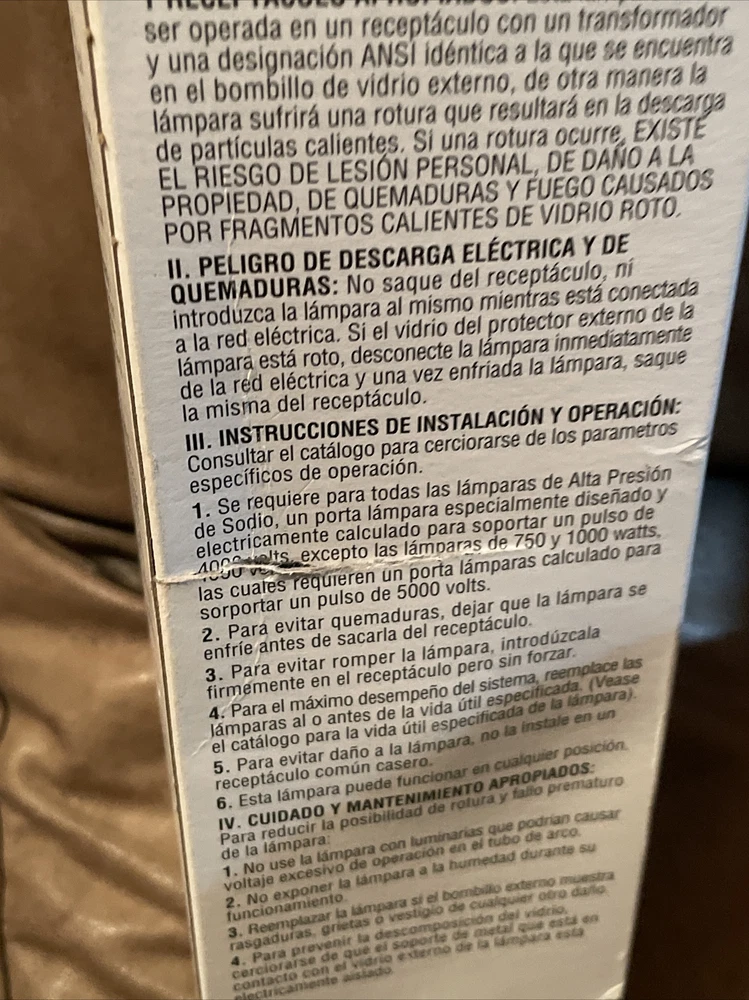 RECEPTÁCULOS APROPIADOS:
ser operada en un receptáculo con un transformador
y una designación ANSI idéntica a la que se encuentra
en el bombillo de vidrio externo, de otra manera la
lámpara sufrirá una rotura que resultará en la descarga
de partículas calientes. Si una rotura ocurre, EXISTE
EL RIESGO DE LESIÓN PERSONAL, DE DAÑO A LA
PROPIEDAD, DE QUEMADURAS Y FUEGO CAUSADOS
POR FRAGMENTOS CALIENTES DE VIDRIO ROTO.
II. PELIGRO DE DESCARGA ELÉCTRICA Y DE
QUEMADURAS: No saque del receptáculo, ni
introduzca la lámpara al mismo mientras está conectada
a la red eléctrica. Si el vidrio del protector externo de la
lámpara está roto, desconecte la lámpara inmediatamente
de la red eléctrica y una vez enfriada la lámpara, saque
la misma del receptáculo.
III. INSTRUCCIONES DE INSTALACIÓN Y OPERACIÓN:
Consultar el catálogo para cerciorarse de los parametros
específicos de operación.
1. Se requiere para todas las lámparas de Alta Presión
de Sodio, un porta lámpara especialmente diseñado y
electricamente calculado para soportar un pulso de
4000 volts, excepto las lámparas de 750 y 1000 watts,
las cuales requieren un porta lámparas calculado para
sorportar un pulso de 5000 volts.
2. Para evitar quemaduras, dejar que la lámpara se
enfríe antes de sacarla del receptáculo.
3. Para evitar romper la lámpara, introdúzcala
firmemente en el receptáculo pero sin forzar.
4. Para el máximo desempeño del sistema, reemplace las
lámparas al o antes de la vida útil especificada. (Vease
el catálogo para la vida útil especificada de la lámpara).
5. Para evitar daño a la lámpara, no la instale en un
receptáculo común casero.
6. Esta lámpara puede funcionar en cualquier posición.
IV. CUIDADO Y MANTENIMIENTO APROPIADOS:
Para reducir la posibilidad de rotura y fallo prematuro
de la lámpara:
1. No use la lámpara con luminarias que podrían causar
voltaje excesivo de operación en el tubo de arco.
2. No exponer la lámpara a la humedad durante su
funcionamiento.
3. Reemplazar la lámpara si el bombillo externo muestra
rasgaduras, grietas o vestigio de cualquier otro daño.
4. Para prevenir la descomposición del vidrio,
cerciorarse de que el soporte de metal que está en
contacto con el vidrio externo de la lámpara esta
electricamente aislado.